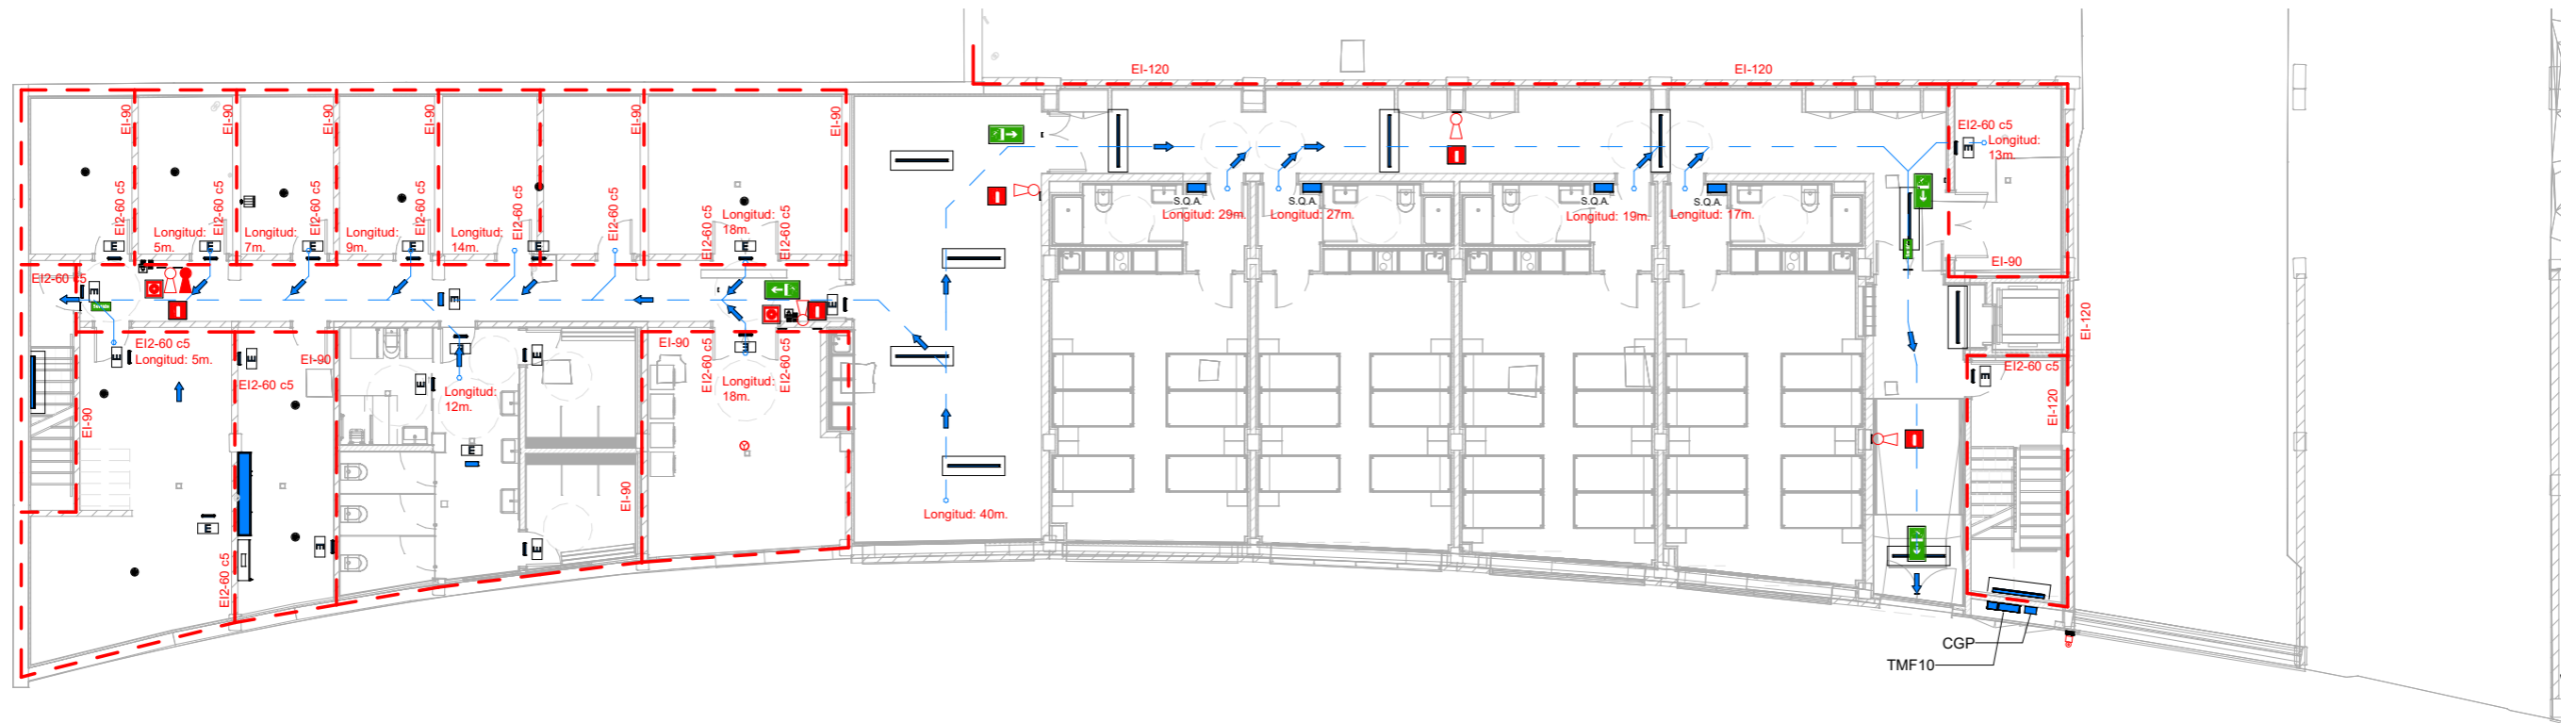 EI-120
EI-120
EI-90
EI-90
EI-90
EI-90
EI-90
EI-90
EI2-60 c5
Longitud:
13m.
EI2-60 c5
EI2-60 c5
EI2-60 c5
EI2-60 c5
EI2-60 c5
EI2-60 c5
EI2-60 c5
Longitud:
18m.
EI2-60 c5
Longitud:
5m.
Longitud:
7m.
Longitud:
9m.
Longitud:
14m.
S.Q.A.
Longitud: 29m.
S.Q.A.
Longitud: 27m.
S.Q.A.
Longitud: 19m.
S.Q.A.
Longitud: 17m.
EI-90
EI2-60 c5
E
E
E
E
E
E
E
E
E
E
E
EI-120
EI2-60 c5
Longitud: 5m.
E
E
EI-90
EI2-60 c5
EI-90
EI2-60 c5
Longitud:
18m.
EI2-60 c5
E
E
E
E
Longitud:
12m.
EI2-60 c5
E
EI-120
EI-90
E
EI-90
Longitud: 40m.
E
E
E
EI2-60 c5
CGP
TMF10